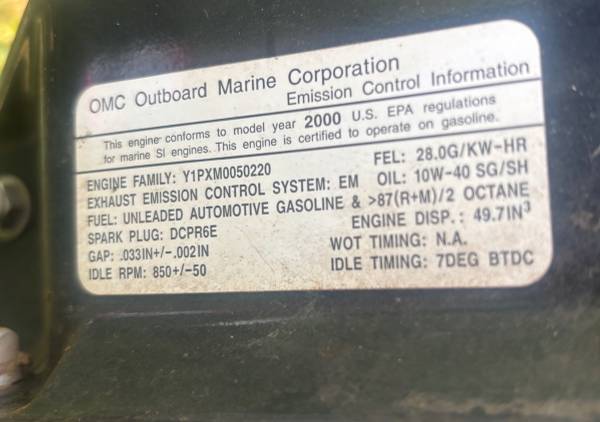 OMC Outboard Marine Corporation
Emission Control Information
This engine conforms to model year 2000 U.S. EPA regulations
for marine SI engines. This engine is certified to operate on gasoline.
ENGINE FAMILY: Y1PXM0050220 FEL: 28.0G/KW-HR
EXHAUST EMISSION CONTROL SYSTEM: EM OIL: 10W-40 SG/SH
FUEL: UNLEADED AUTOMOTIVE GASOLINE & >87(R+M)/2 OCTANE
SPARK PLUG: DCPR6E ENGINE DISP.: 49.7IN³
GAP: .033IN+/-.002IN WOT TIMING: N.A.
IDLE RPM: 850+/-50 IDLE TIMING: 7DEG BTDC